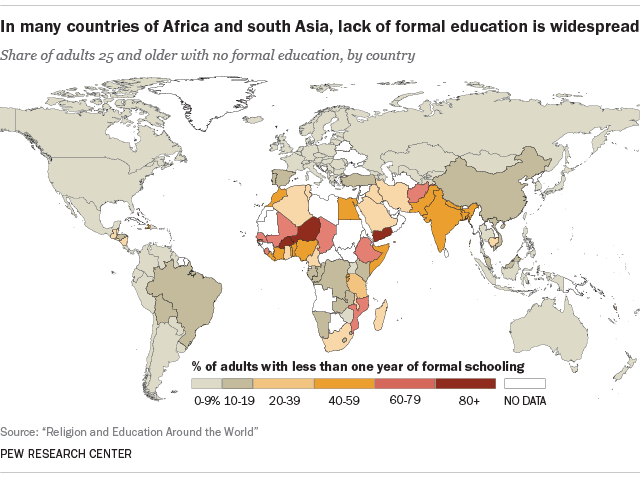 In many countries of Africa and south Asia, lack of formal education is widespread
Share of adults 25 and older with no formal education, by country
% of adults with less than one year of formal schooling
0-9% 10-19 20-39 40-59 60-79 80+ NO DATA
Source: “Religion and Education Around the World”
PEW RESEARCH CENTER